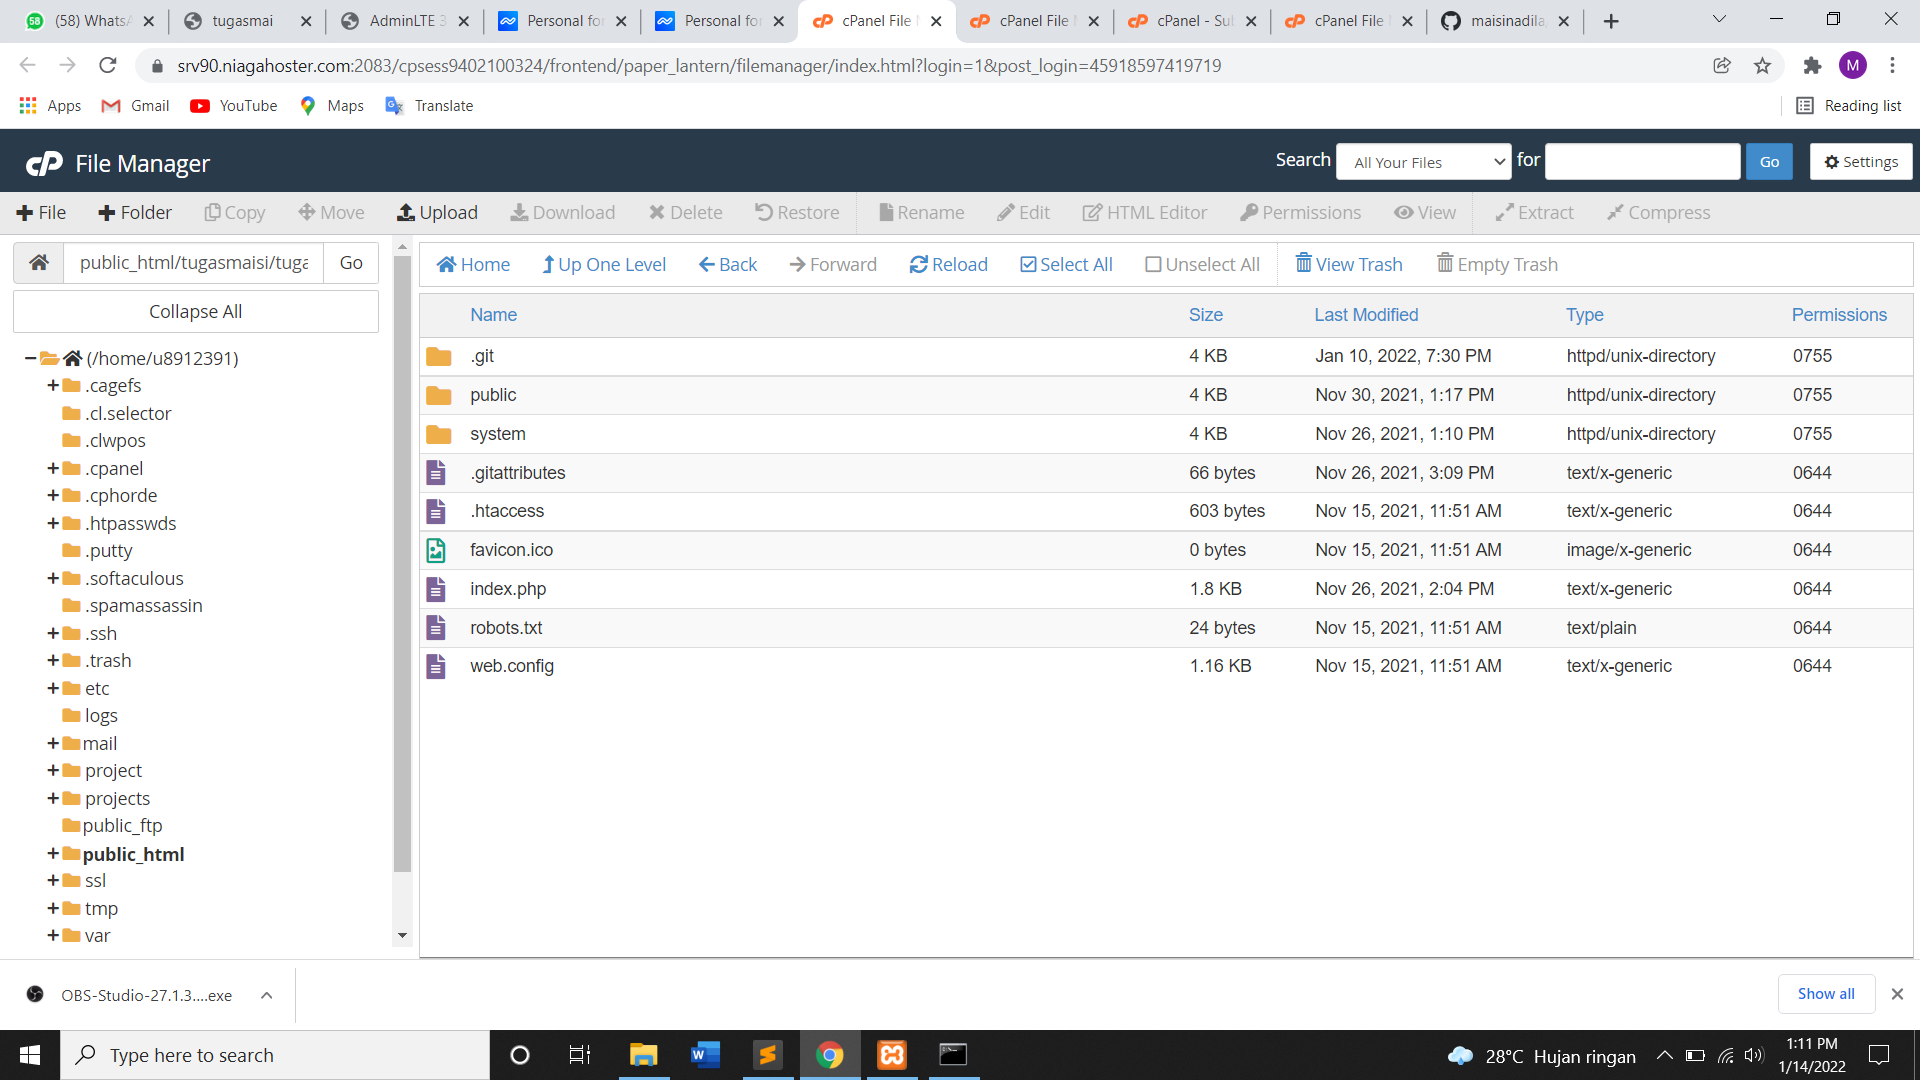 (58) WhatsA
tugasmai
AdminLTE 3
Personal fo
Personal fo
cPanel File M
cPanel File M
cPanel - Sub
cPanel File M
maisinadila
srv90.niagahoster.com:2083/cpsess9402100324/frontend/paper_lantern/filemanager/index.html?login=1&post_login=45918597419719
M
Apps
Gmail
YouTube
Maps
Translate
Reading list
cP File Manager
Search
All Your Files
for
Go
Settings
File
Folder
Copy
Move
Upload
Download
Delete
Restore
Rename
Edit
HTML Editor
Permissions
View
Extract
Compress
public_html/tugasmaisi/tuga
Go
Collapse All
(/home/u8912391)
.cagefs
.cl.selector
.clwpos
.cpanel
.cphorde
.htpasswds
.putty
.softaculous
.spamassassin
.ssh
.trash
etc
logs
mail
project
projects
public_ftp
public_html
ssl
tmp
var
Home
Up One Level
Back
Forward
Reload
Select All
Unselect All
View Trash
Empty Trash
Name Size Last Modified Type Permissions
.git 4 KB Jan 10, 2022, 7:30 PM httpd/unix-directory 0755
public 4 KB Nov 30, 2021, 1:17 PM httpd/unix-directory 0755
system 4 KB Nov 26, 2021, 1:10 PM httpd/unix-directory 0755
.gitattributes 66 bytes Nov 26, 2021, 3:09 PM text/x-generic 0644
.htaccess 603 bytes Nov 15, 2021, 11:51 AM text/x-generic 0644
favicon.ico 0 bytes Nov 15, 2021, 11:51 AM image/x-generic 0644
index.php 1.8 KB Nov 26, 2021, 2:04 PM text/x-generic 0644
robots.txt 24 bytes Nov 15, 2021, 11:51 AM text/plain 0644
web.config 1.16 KB Nov 15, 2021, 11:51 AM text/x-generic 0644
OBS-Studio-27.1.3....exe
Show all
Type here to search
28°C Hujan ringan
1:11 PM
1/14/2022